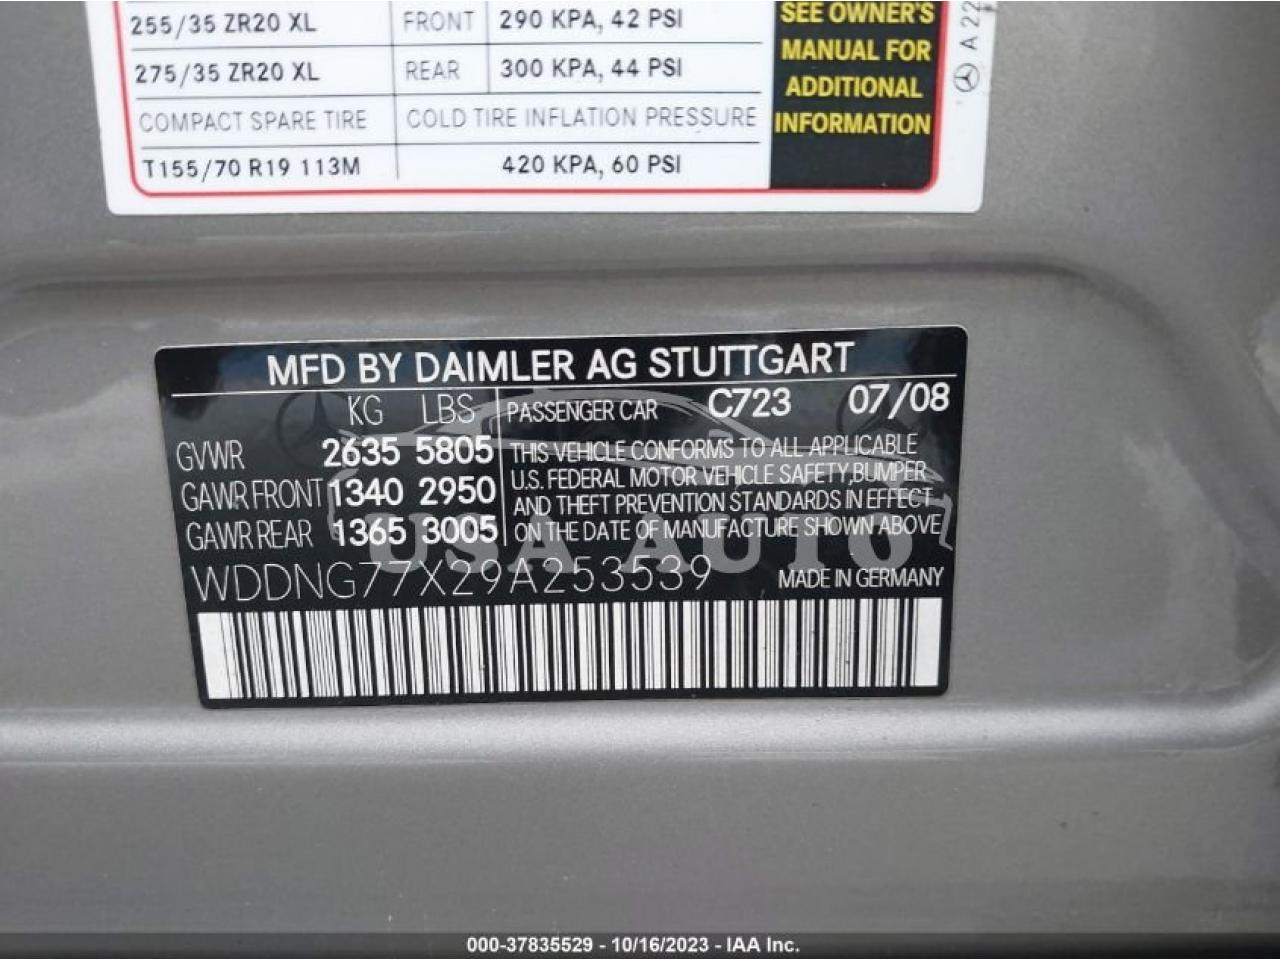 255/35 ZR20 XL FRONT 290 KPA, 42 PSI
275/35 ZR20 XL REAR 300 KPA, 44 PSI
COMPACT SPARE TIRE COLD TIRE INFLATION PRESSURE
T155/70 R19 113M 420 KPA, 60 PSI
SEE OWNER'S
MANUAL FOR
ADDITIONAL
INFORMATION
A 22
MFD BY DAIMLER AG STUTTGART
KG LBS PASSENGER CAR C723 07/08
GVWR 2635 5805
GAWR FRONT 1340 2950
GAWR REAR 1365 3005
THIS VEHICLE CONFORMS TO ALL APPLICABLE
U.S. FEDERAL MOTOR VEHICLE SAFETY,BUMPER
AND THEFT PREVENTION STANDARDS IN EFFECT
ON THE DATE OF MANUFACTURE SHOWN ABOVE
USA AUTO
WDDNG77X29A253539 MADE IN GERMANY
000-37835529 - 10/16/2023 - IAA Inc.